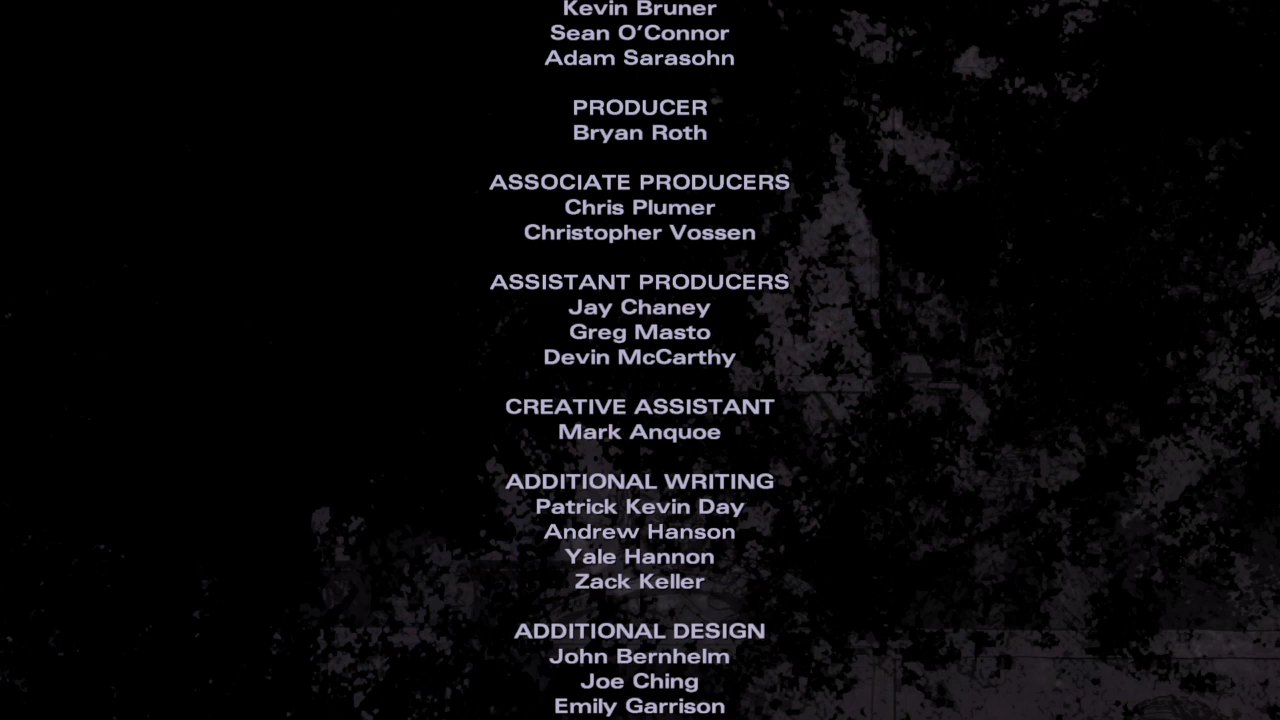 Kevin Bruner
Sean O'Connor
Adam Sarasohn
PRODUCER
Bryan Roth
ASSOCIATE PRODUCERS
Chris Plumer
Christopher Vossen
ASSISTANT PRODUCERS
Jay Chaney
Greg Masto
Devin McCarthy
CREATIVE ASSISTANT
Mark Anquoe
ADDITIONAL WRITING
Patrick Kevin Day
Andrew Hanson
Yale Hannon
Zack Keller
ADDITIONAL DESIGN
John Bernhelm
Joe Ching
Emily Garrison